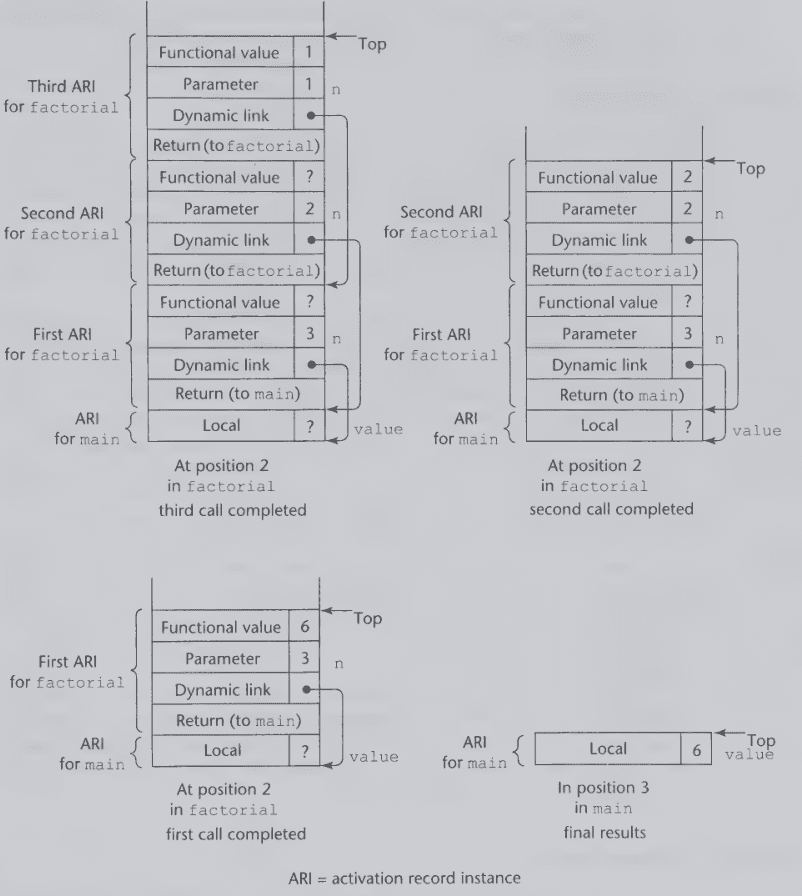 Top
Functional value 1
Third ARI
for factorial
Parameter 1 n
Dynamic link
Return (to factorial)
Second ARI
for factorial
Functional value ?
Parameter 2 n
Dynamic link
Return (to factorial)
First ARI
for factorial
Functional value ?
Parameter 3 n
Dynamic link
Return (to main)
ARI
for main
Local ? value
At position 2
in factorial
third call completed
Top
Second ARI
for factorial
Functional value 2
Parameter 2 n
Dynamic link
Return (to factorial)
First ARI
for factorial
Functional value ?
Parameter 3 n
Dynamic link
Return (to main)
ARI
for main
Local ? value
At position 2
in factorial
second call completed
Top
First ARI
for factorial
Functional value 6
Parameter 3 n
Dynamic link
Return (to main)
ARI
for main
Local ? value
At position 2
in factorial
first call completed
ARI
for main
Local 6
Top
value
In position 3
in main
final results
ARI = activation record instance